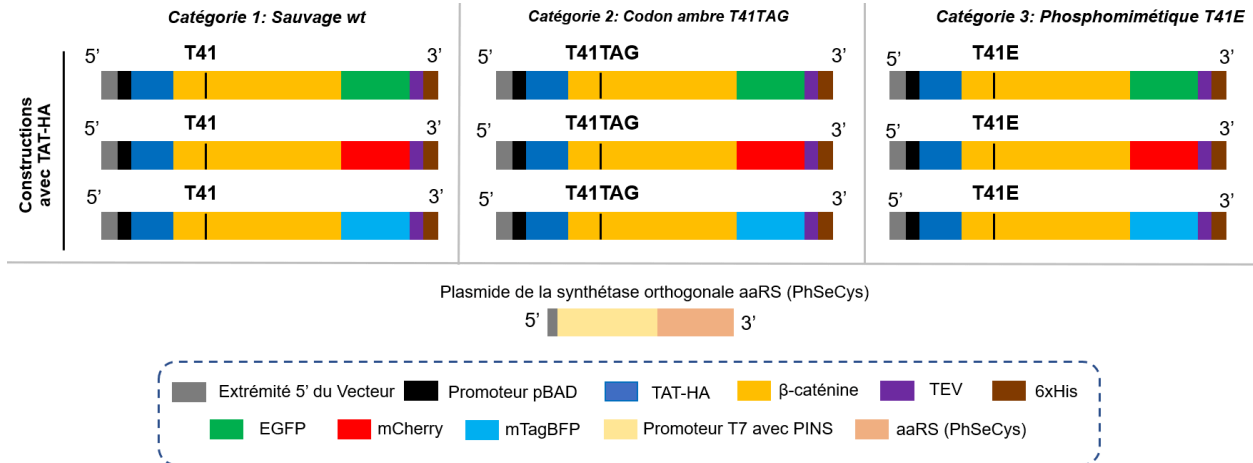 Catégorie 1: Sauvage wt
Catégorie 2: Codon ambre T41TAG
Catégorie 3: Phosphomimétique T41E
Constructions
avec TAT-HA
5’ T41 3’
5’ T41TAG 3’
5’ T41E 3’
5’ T41 3’
5’ T41TAG 3’
5’ T41E 3’
5’ T41 3’
5’ T41TAG 3’
5’ T41E 3’
Plasmide de la synthétase orthogonale aaRS (PhSeCys)
5’ 3’
Extrémité 5’ du Vecteur Promoteur pBAD TAT-HA β-caténine TEV 6xHis
EGFP mCherry mTagBFP Promoteur T7 avec PINS aaRS (PhSeCys)